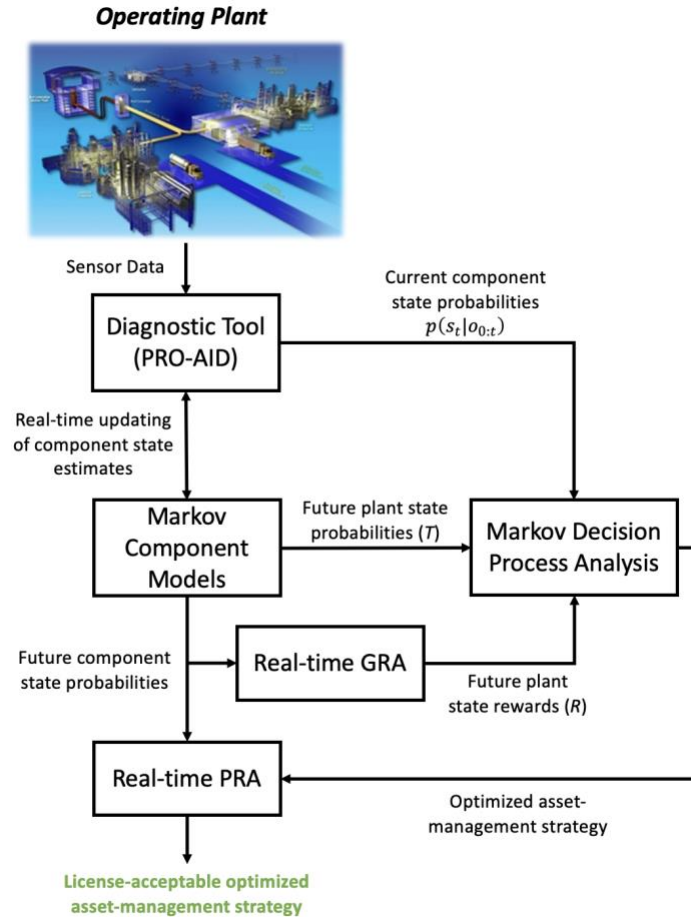 Operating Plant
Sensor Data
Diagnostic Tool
(PRO-AID)
Current component
state probabilities
p(s_t|o_{0:t})
Real-time updating
of component state
estimates
Markov
Component
Models
Future plant state
probabilities (T)
Markov Decision
Process Analysis
Future component
state probabilities
Real-time GRA
Future plant
state rewards (R)
Real-time PRA
Optimized asset-
management strategy
License-acceptable optimized
asset-management strategy